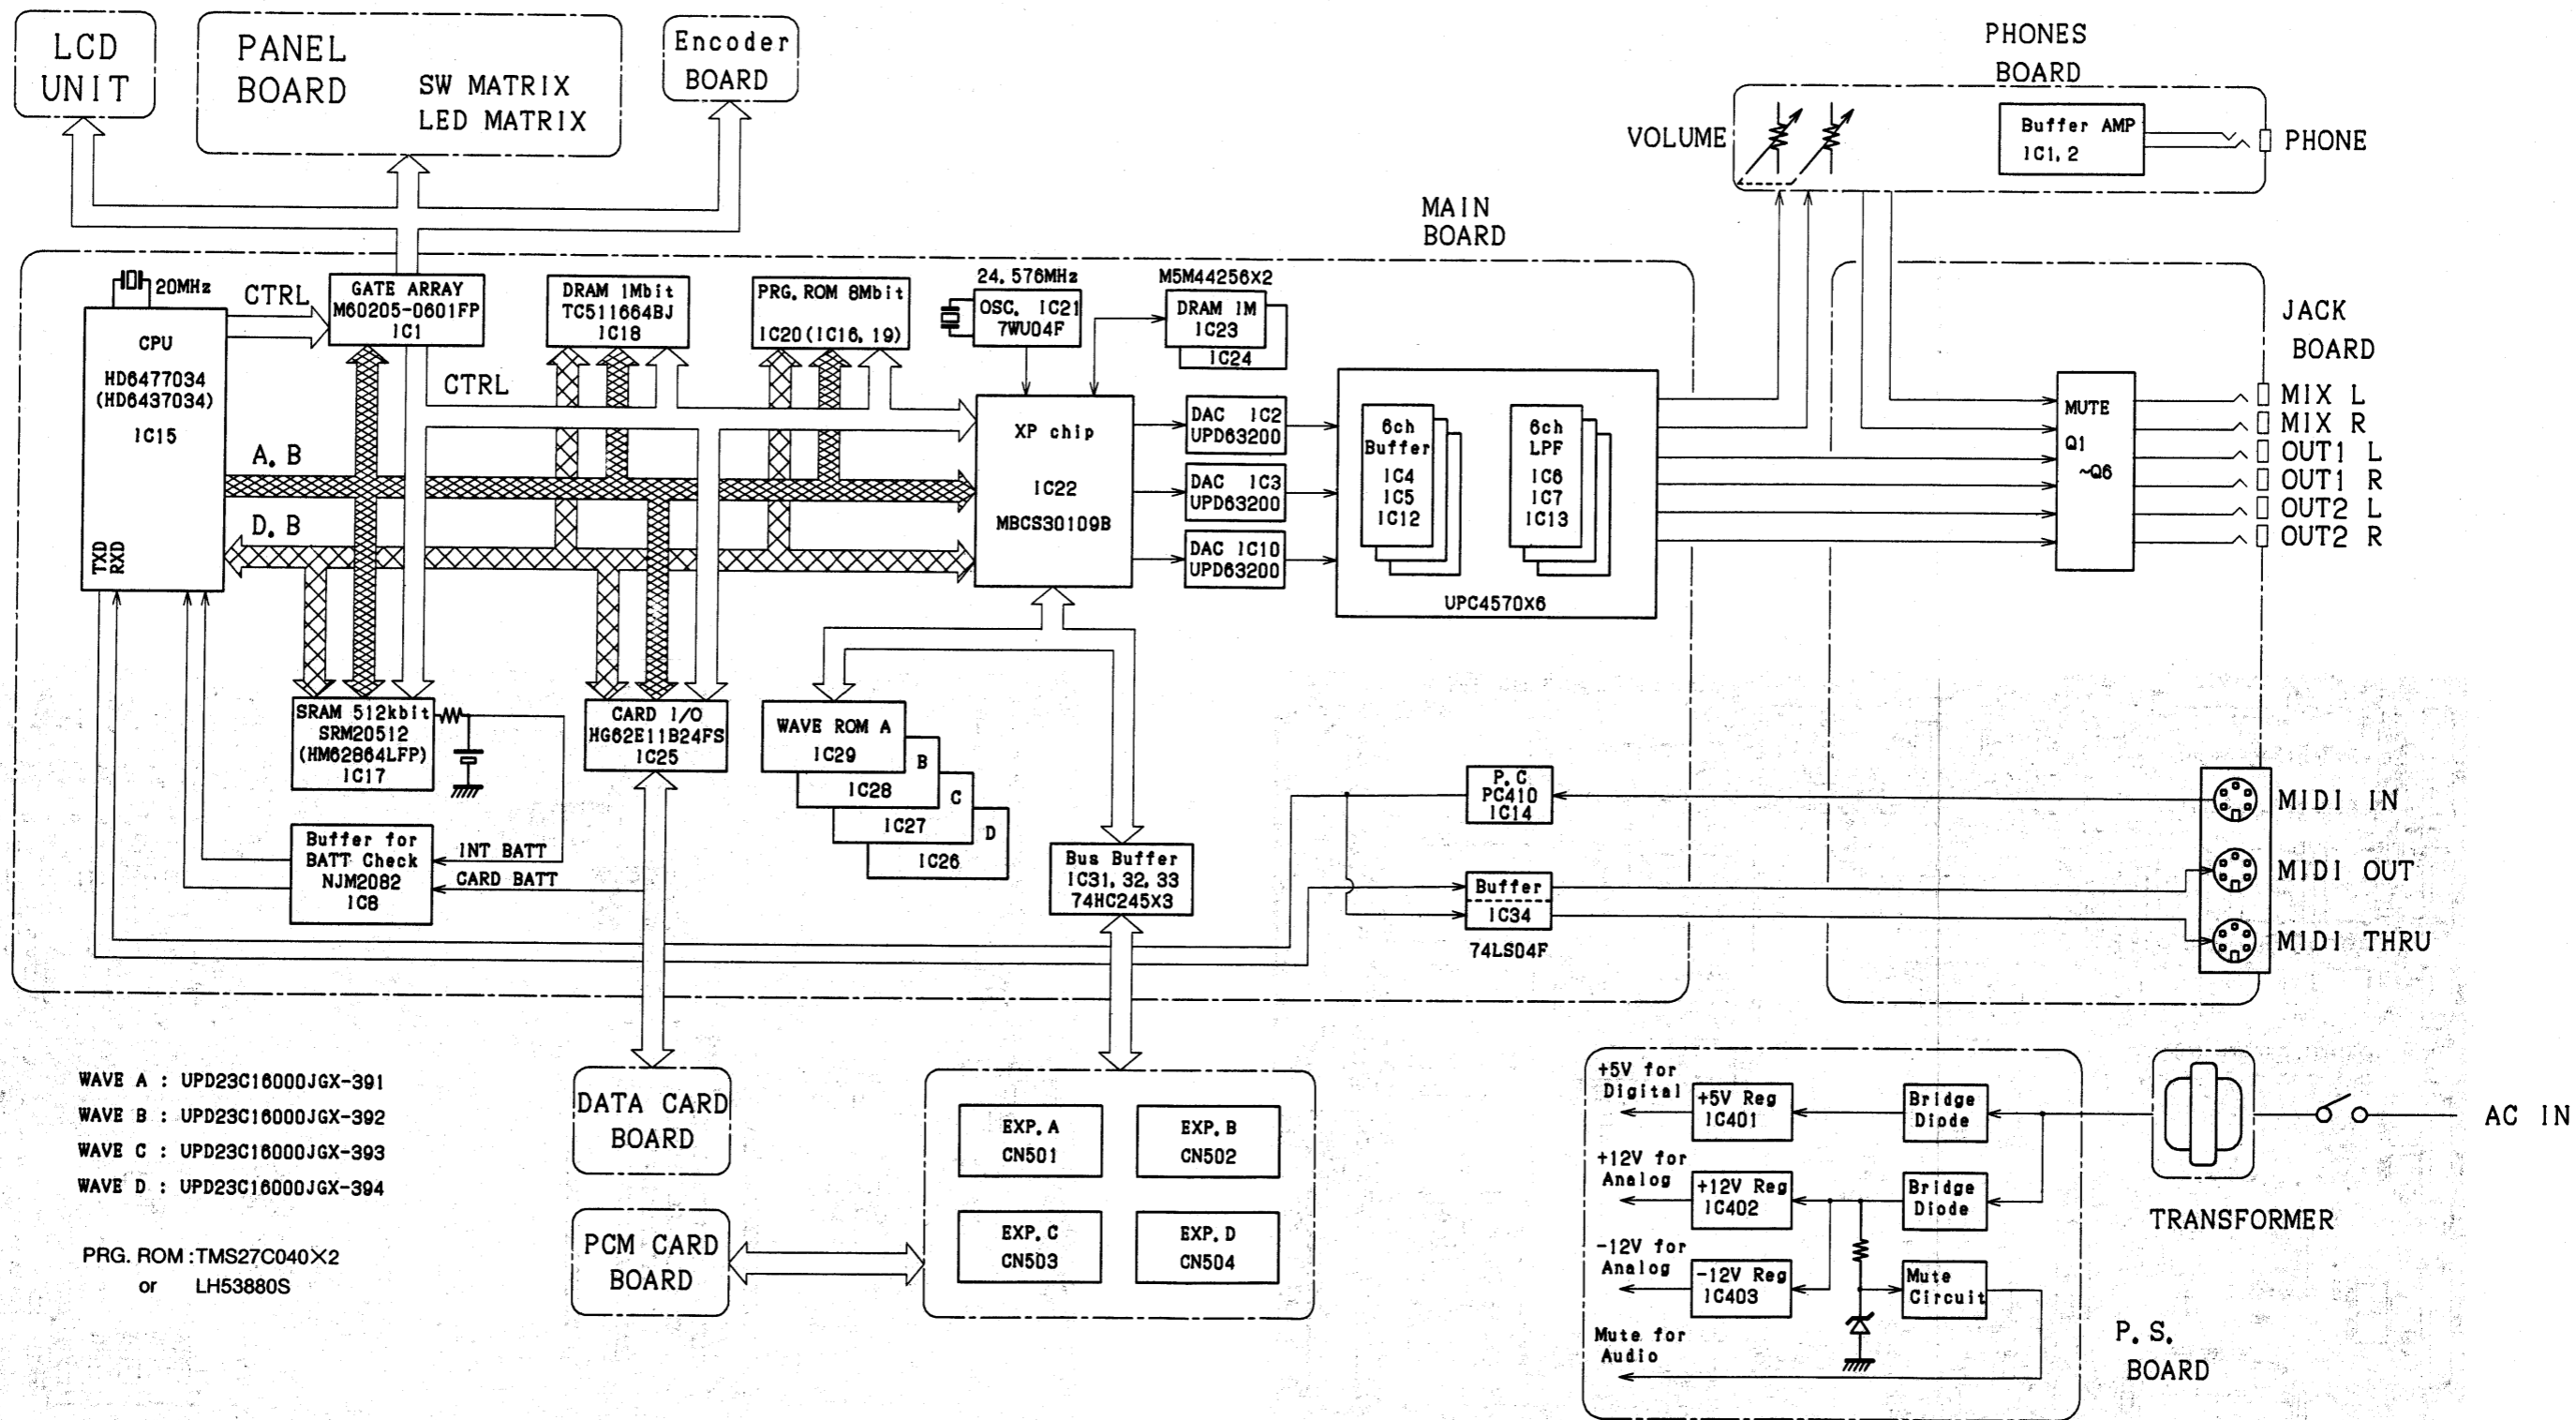 LCD
UNIT
PANEL
BOARD
SW MATRIX
LED MATRIX
Encoder
BOARD
PHONES
BOARD
VOLUME
Buffer AMP
IC1, 2
PHONE
MAIN
BOARD
20MHz
CTRL
CPU
HD6477034
(HD6437034)
IC15
TXD
RXD
GATE ARRAY
M60205-0601FP
IC1
DRAM 1Mbit
TC511664BJ
IC18
PRG. ROM 8Mbit
IC20 (IC16, 19)
24. 576MHz
OSC. IC21
7WU04F
M5M44256X2
DRAM 1M
IC23
IC24
CTRL
A. B
D. B
XP chip
IC22
MBCS30109B
DAC IC2
UPD63200
DAC IC3
UPD63200
DAC IC10
UPD63200
6ch
Buffer
IC4
IC5
IC12
6ch
LPF
IC6
IC7
IC13
UPC4570X6
JACK
BOARD
MUTE
Q1
~Q6
MIX L
MIX R
OUT1 L
OUT1 R
OUT2 L
OUT2 R
SRAM 512kbit
SRM20512
(HM62864LFP)
IC17
CARD I/O
HG62E11B24FS
IC25
WAVE ROM A
IC29
B
IC28
C
IC27
D
IC26
Buffer for
BATT Check
NJM2082
IC8
INT BATT
CARD BATT
Bus Buffer
IC31, 32, 33
74HC245X3
P. C
PC410
IC14
Buffer
IC34
74LS04F
MIDI IN
MIDI OUT
MIDI THRU
WAVE A : UPD23C16000JGX-391
WAVE B : UPD23C16000JGX-392
WAVE C : UPD23C16000JGX-393
WAVE D : UPD23C16000JGX-394
PRG. ROM : TMS27C040×2
or LH53880S
DATA CARD
BOARD
PCM CARD
BOARD
EXP. A
CN501
EXP. B
CN502
EXP. C
CN503
EXP. D
CN504
+5V for
Digital
+5V Reg
IC401
Bridge
Diode
+12V for
Analog
+12V Reg
IC402
Bridge
Diode
-12V for
Analog
-12V Reg
IC403
Mute
Circuit
Mute for
Audio
P. S.
BOARD
TRANSFORMER
AC IN